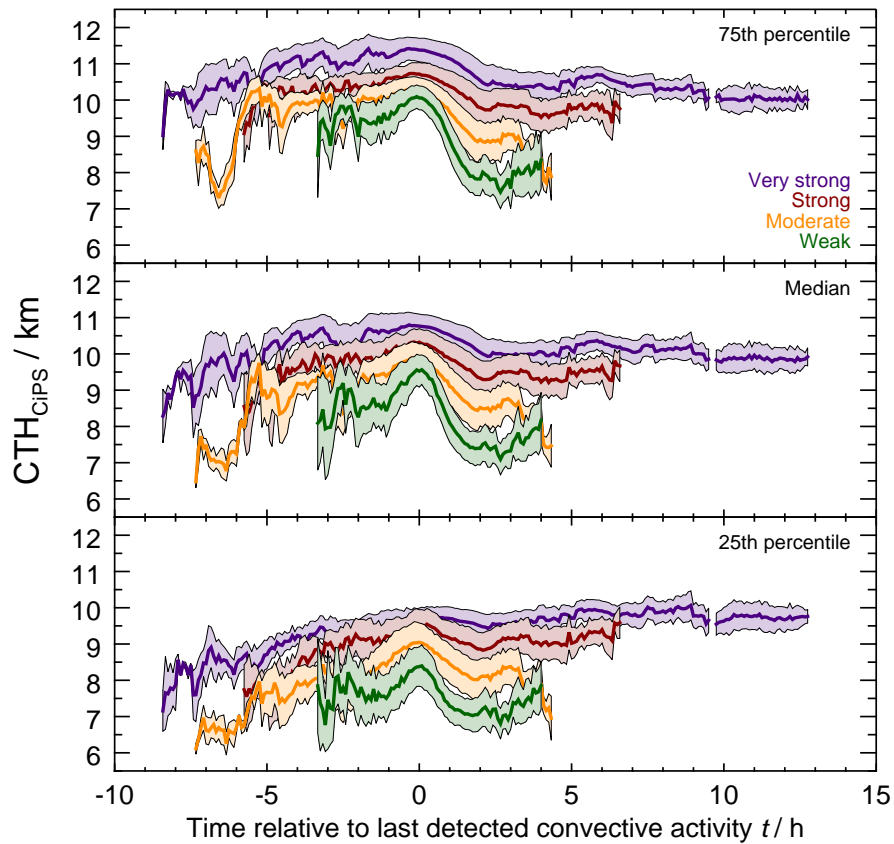 12
11
10
9
8
7
6
75th percentile
Very strong
Strong
Moderate
Weak
12
11
10
9
8
7
6
Median
CTH_CiPS / km
12
11
10
9
8
7
6
25th percentile
-10 -5 0 5 10 15
Time relative to last detected convective activity t / h